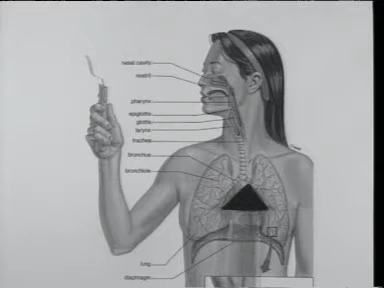 nasal cavity
nostril
pharynx
epiglottis
glottis
larynx
trachea
bronchus
bronchiole
lung
diaphragm